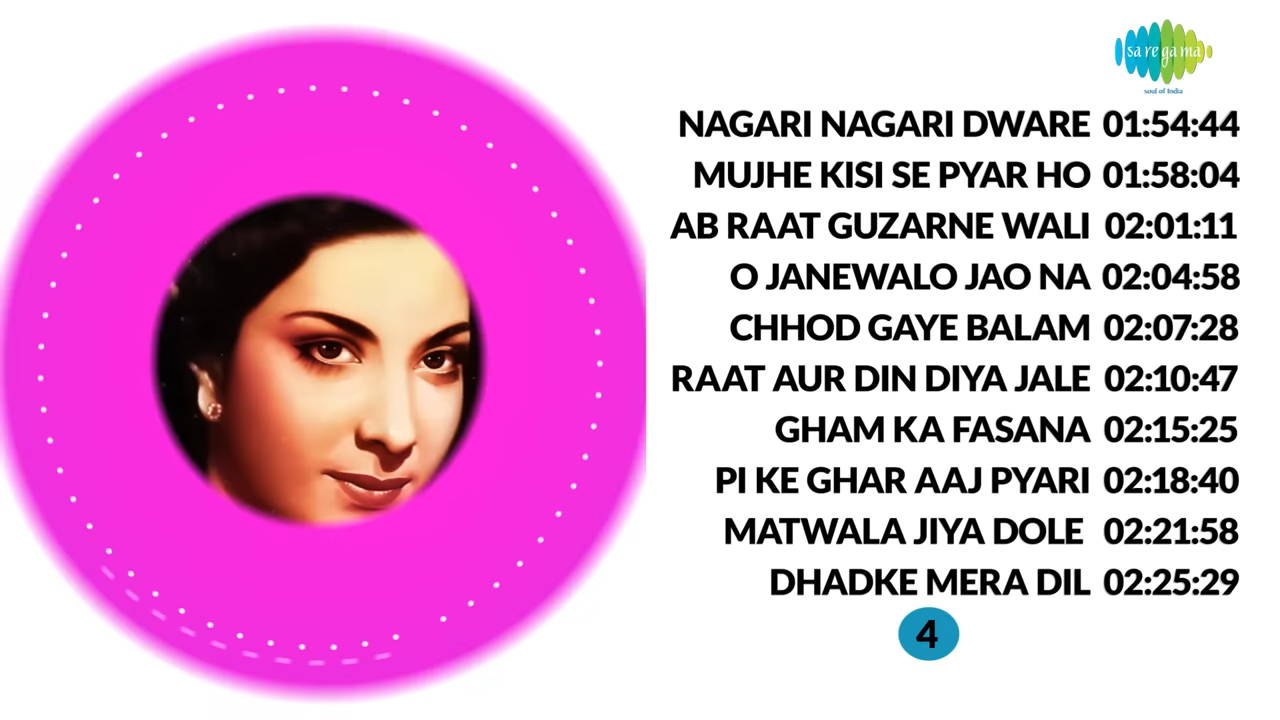 sa re ga ma
soul of India
NAGARI NAGARI DWARE 01:54:44
MUJHE KISI SE PYAR HO 01:58:04
AB RAAT GUZARNE WALI 02:01:11
O JANEWALO JAO NA 02:04:58
CHHOD GAYE BALAM 02:07:28
RAAT AUR DIN DIYA JALE 02:10:47
GHAM KA FASANA 02:15:25
PI KE GHAR AAJ PYARI 02:18:40
MATWALA JIYA DOLE 02:21:58
DHADKE MERA DIL 02:25:29
4